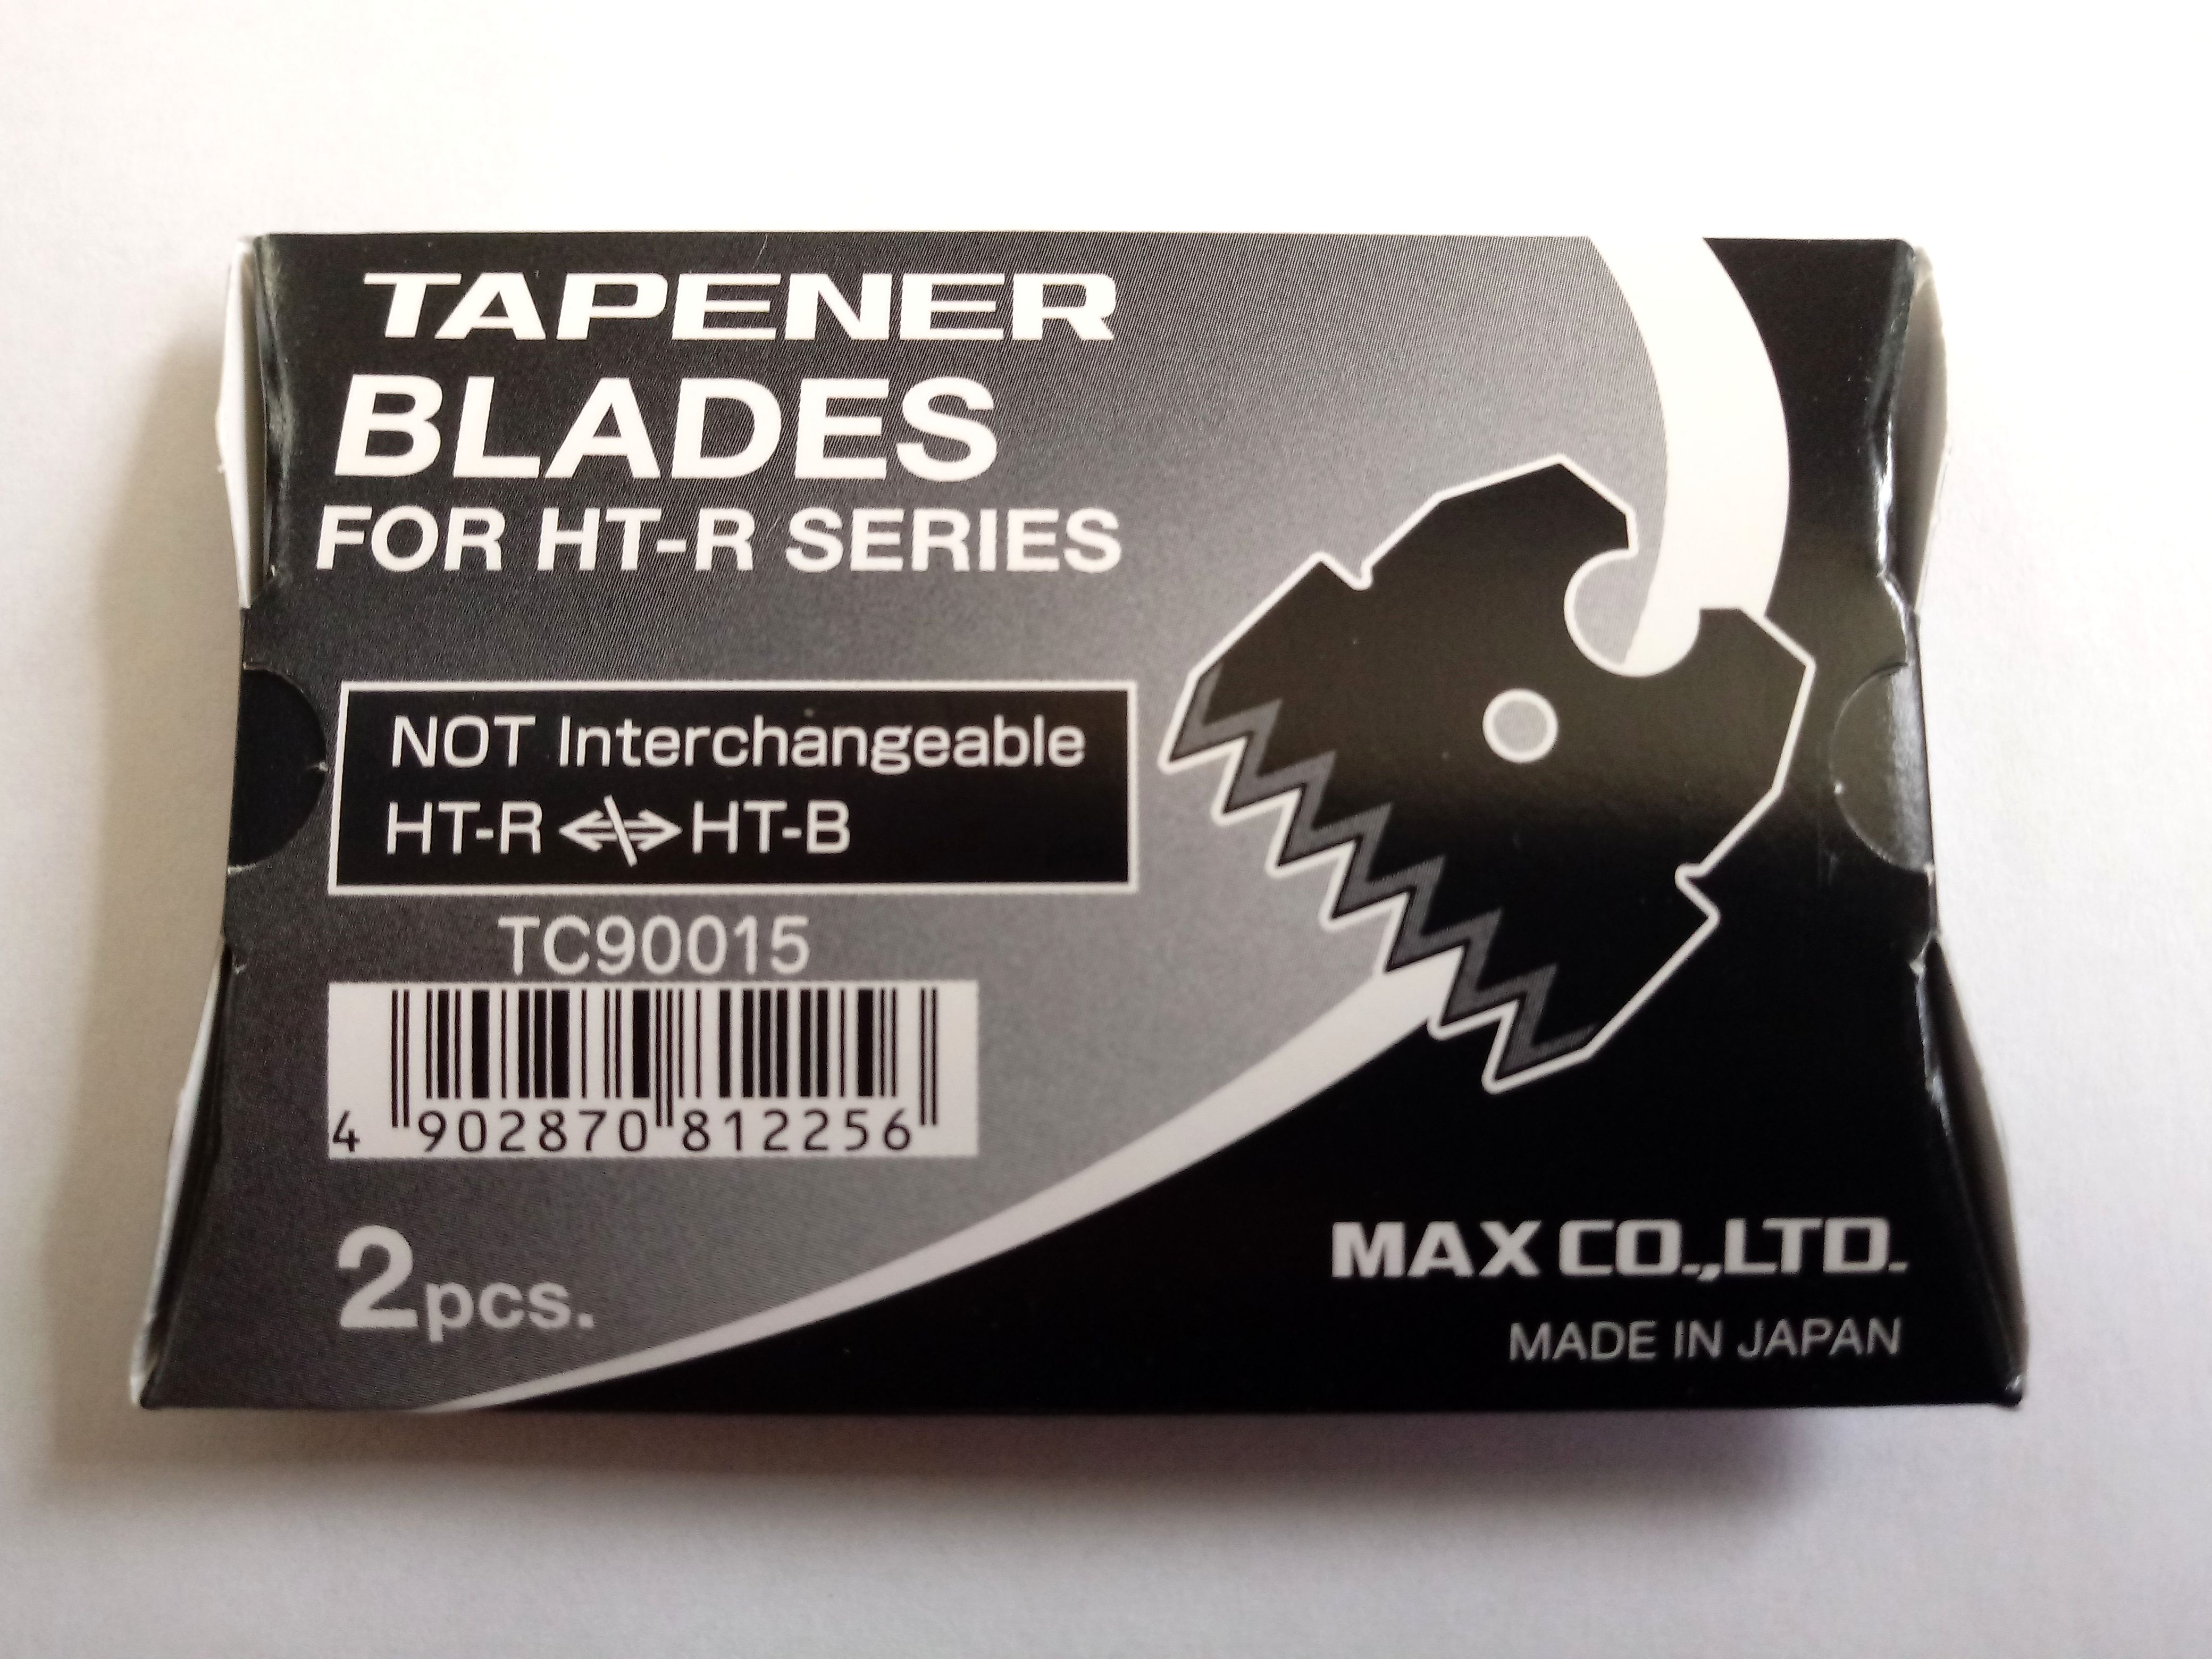 TAPENER
BLADES
FOR HT-R SERIES
NOT Interchangeable
HT-R HT-B
TC90015
4 902870 812256
2pcs.
MAX CO.,LTD.
MADE IN JAPAN